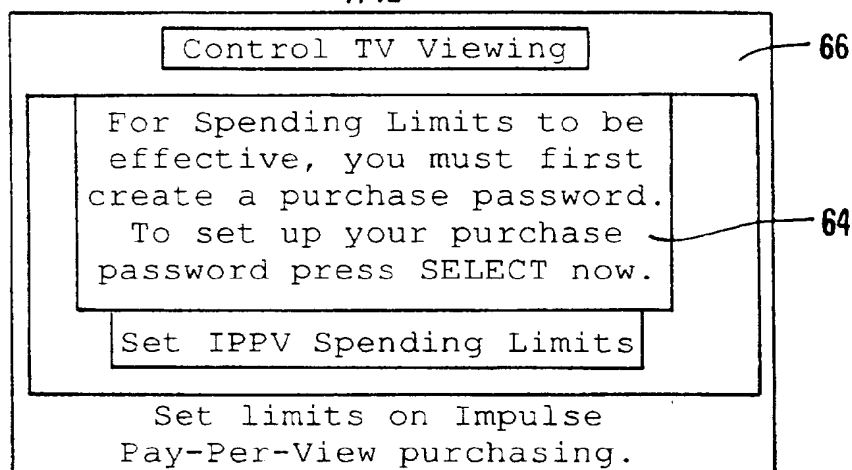 Control TV Viewing
66
For Spending Limits to be
effective, you must first
create a purchase password.
To set up your purchase
64
password press SELECT now.
Set IPPV Spending Limits
Set limits on Impulse
Pay-Per-View purchasing.